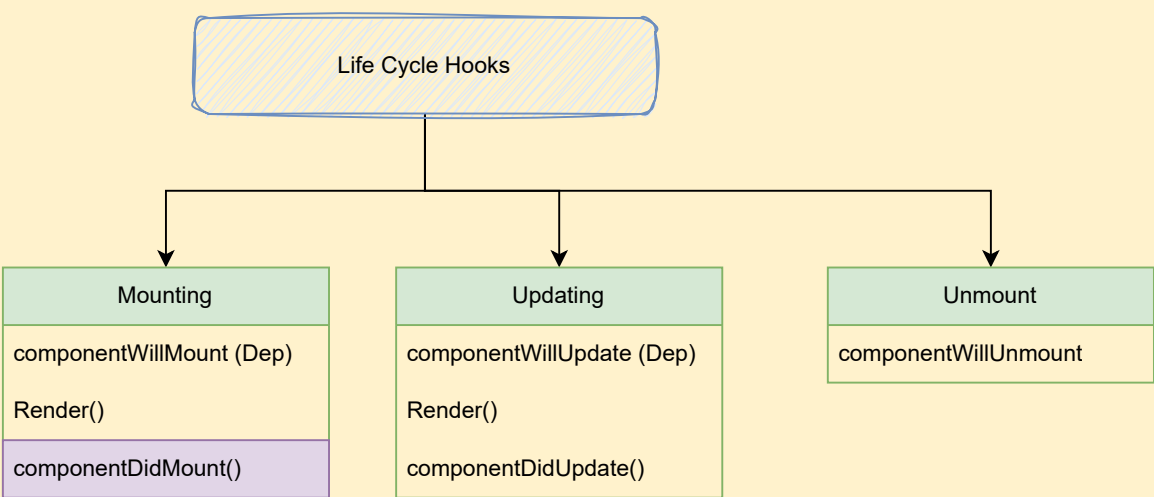 Life Cycle Hooks
Mounting
componentWillMount (Dep)
Render()
componentDidMount()
Updating
componentWillUpdate (Dep)
Render()
componentDidUpdate()
Unmount
componentWillUnmount